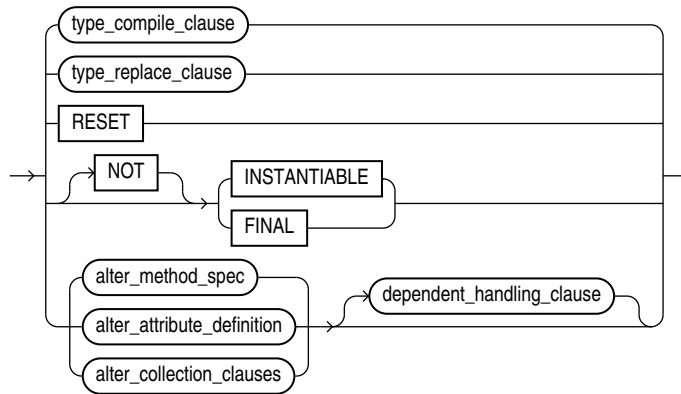 type_compile_clause
type_replace_clause
RESET
NOT
INSTANTIABLE
FINAL
alter_method_spec
dependent_handling_clause
alter_attribute_definition
alter_collection_clauses